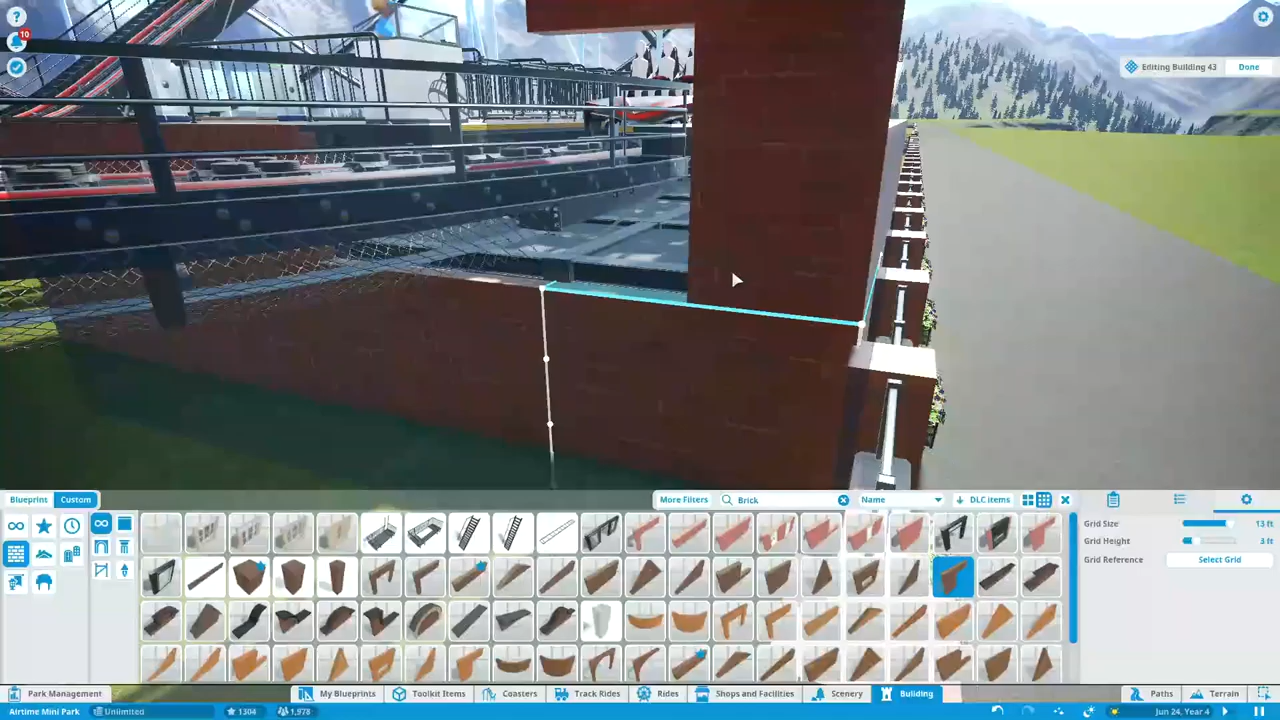 ?
10
Editing Building 43 Done
Blueprint Custom
More Filters Brick Name DLC items
Grid Size 13 ft
Grid Height 3 ft
Grid Reference Select Grid
Park Management My Blueprints Toolkit Items Coasters Track Rides Rides Shops and Facilities Scenery Building Paths Terrain
Airtime Mini Park Unlimited 1304 1,978 Jun 24, Year 4